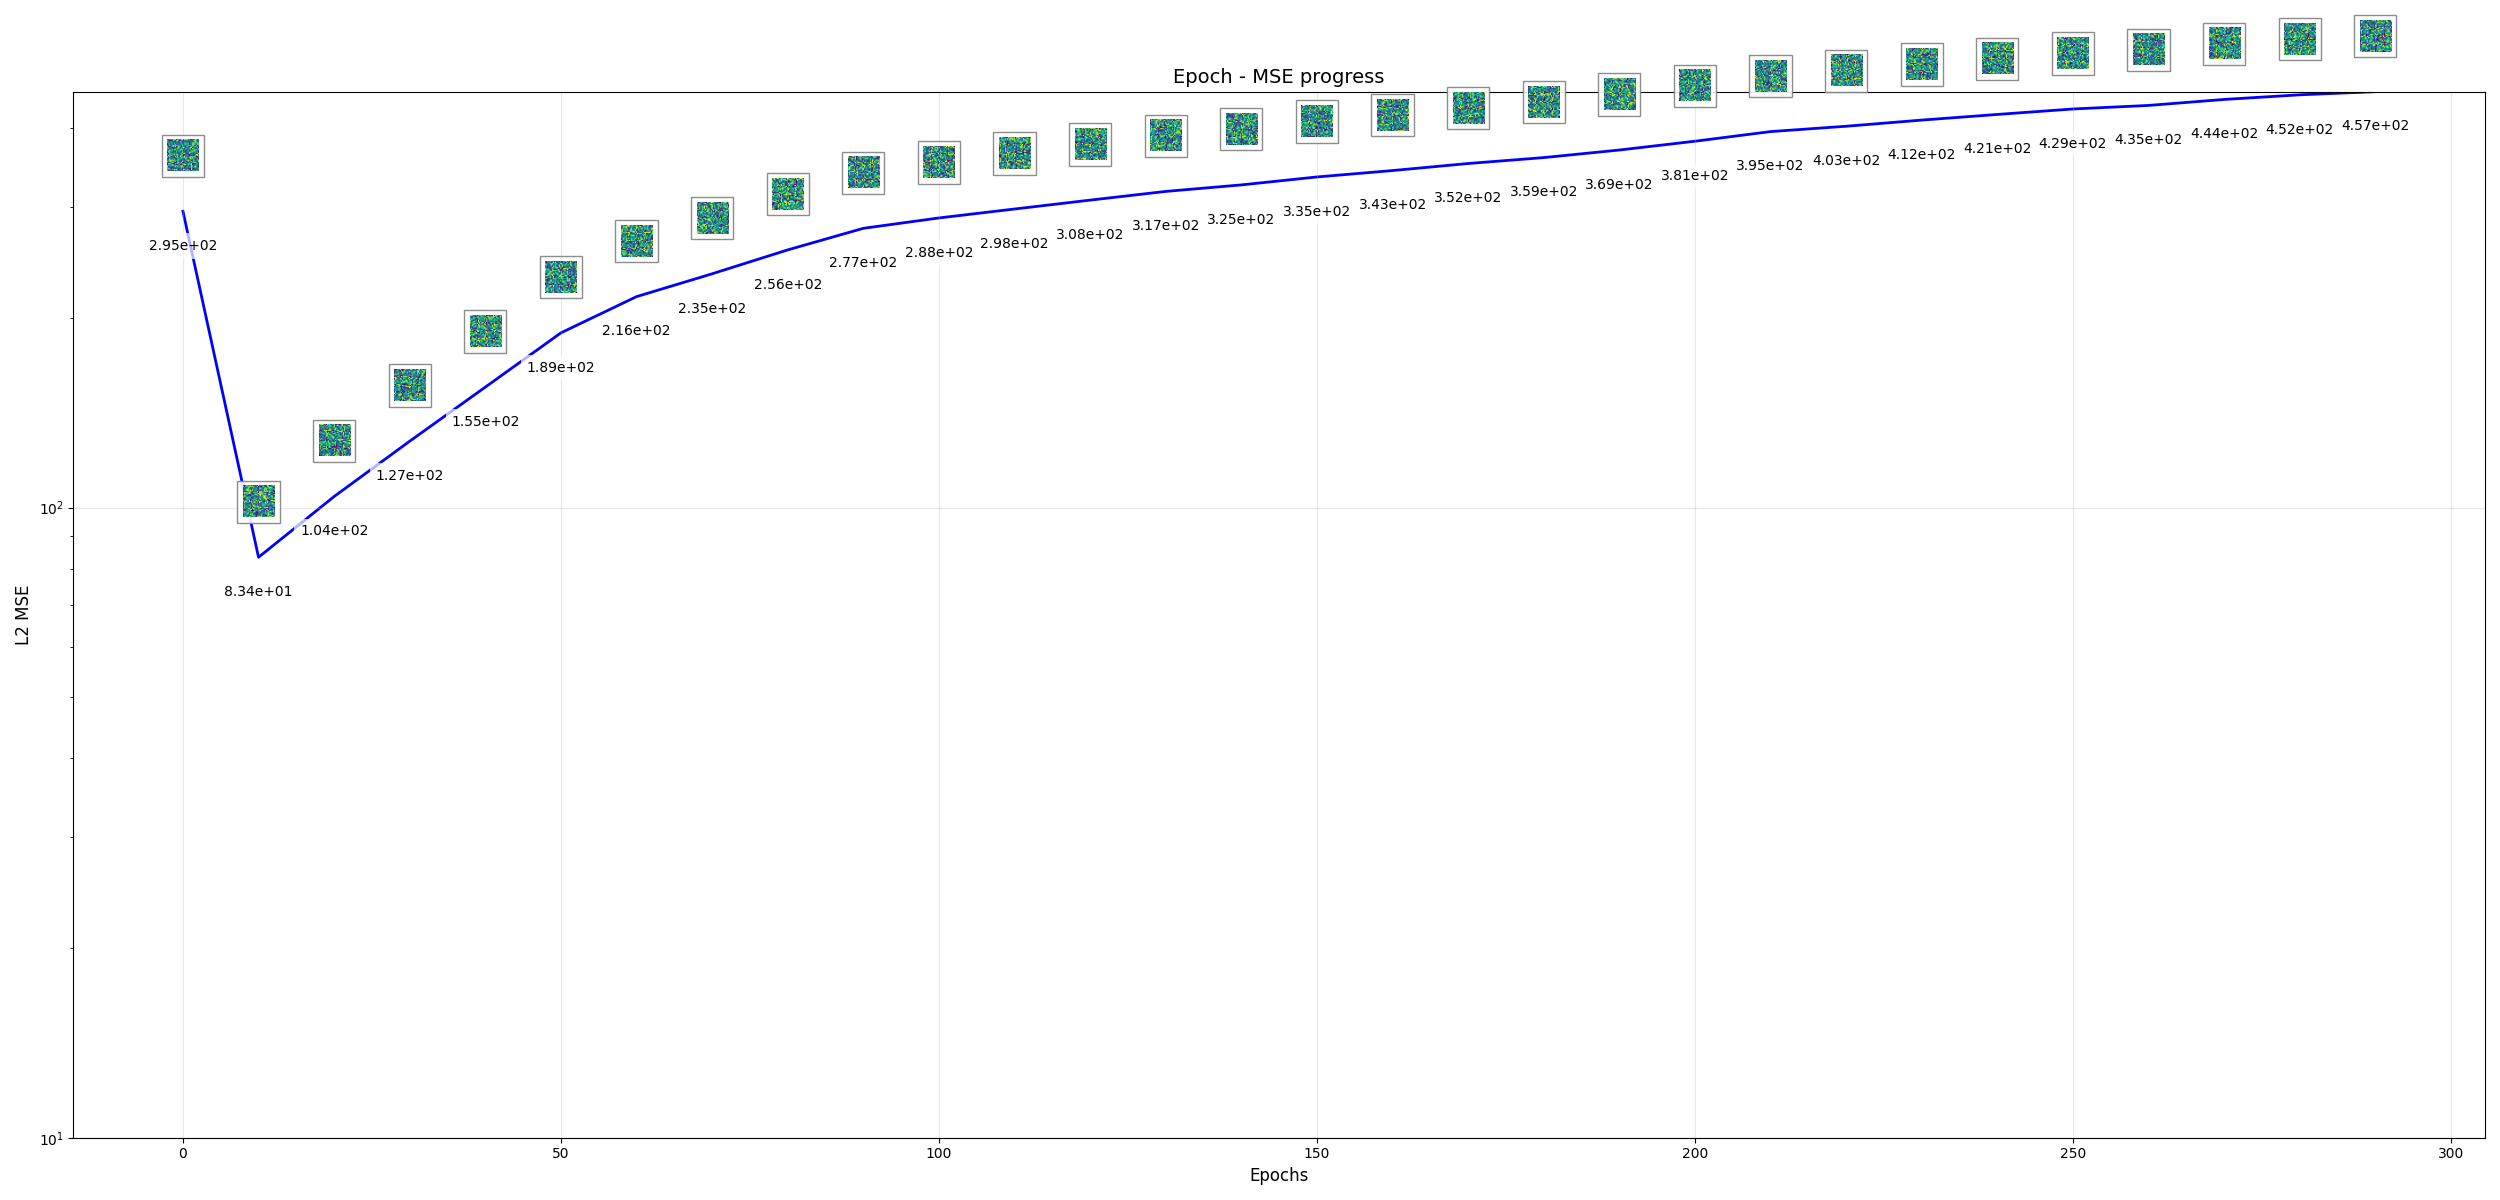 Epoch - MSE progress
2.95e+02
8.34e+01
1.04e+02
1.27e+02
1.55e+02
1.89e+02
2.16e+02
2.35e+02
2.56e+02
2.77e+02
2.88e+02
2.98e+02
3.08e+02
3.17e+02
3.25e+02
3.35e+02
3.43e+02
3.52e+02
3.59e+02
3.69e+02
3.81e+02
3.95e+02
4.03e+02
4.12e+02
4.21e+02
4.29e+02
4.35e+02
4.44e+02
4.52e+02
4.57e+02
L2 MSE
10²
10¹
0 50 100 150 200 250 300
Epochs